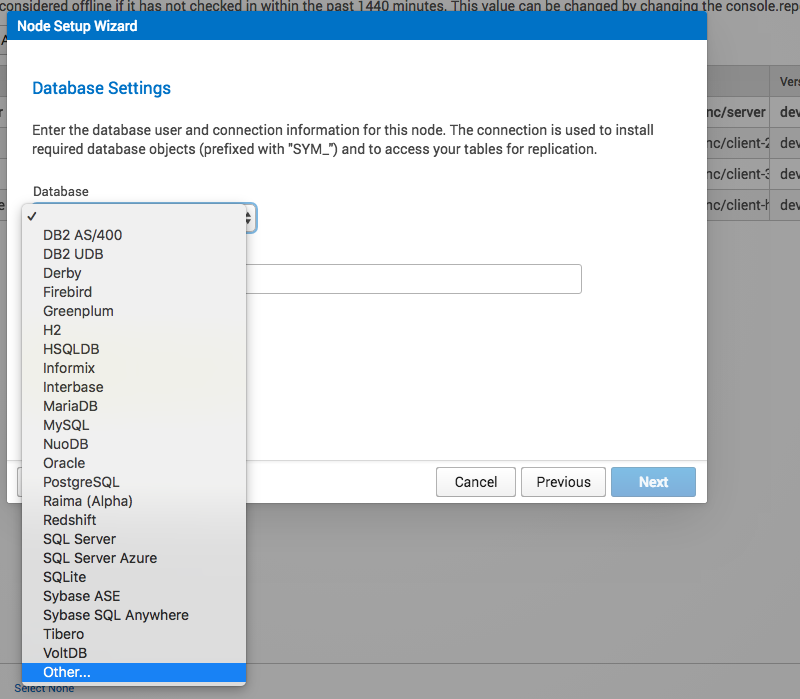 considered offline if it has not checked in within the past 1440 minutes. This value can be changed by changing the console.rep
Node Setup Wizard
Database Settings
Vers
Enter the database user and connection information for this node. The connection is used to install
nc/server dev
required database objects (prefixed with "SYM_") and to access your tables for replication.
nc/client-2 dev
nc/client-3 dev
Database
nc/client-h dev
✓
DB2 AS/400
DB2 UDB
Derby
Firebird
Greenplum
H2
HSQLDB
Informix
Interbase
MariaDB
MySQL
NuoDB
Oracle
PostgreSQL
Raima (Alpha)
Redshift
SQL Server
SQL Server Azure
SQLite
Sybase ASE
Sybase SQL Anywhere
Tibero
VoltDB
Other...
Cancel Previous Next
Select None